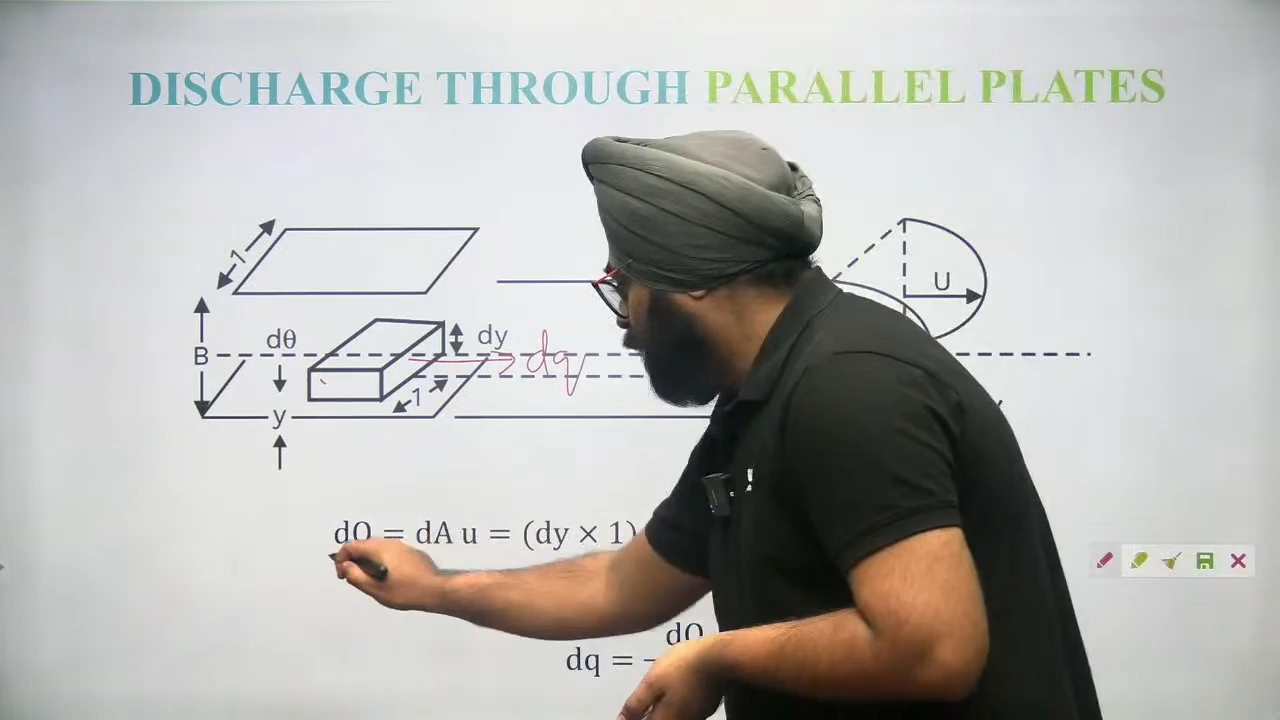 DISCHARGE THROUGH PARALLEL PLATES
1
U
dθ
dy
B
dq
1
y
dQ = dA u = (dy × 1)
dQ
dq =